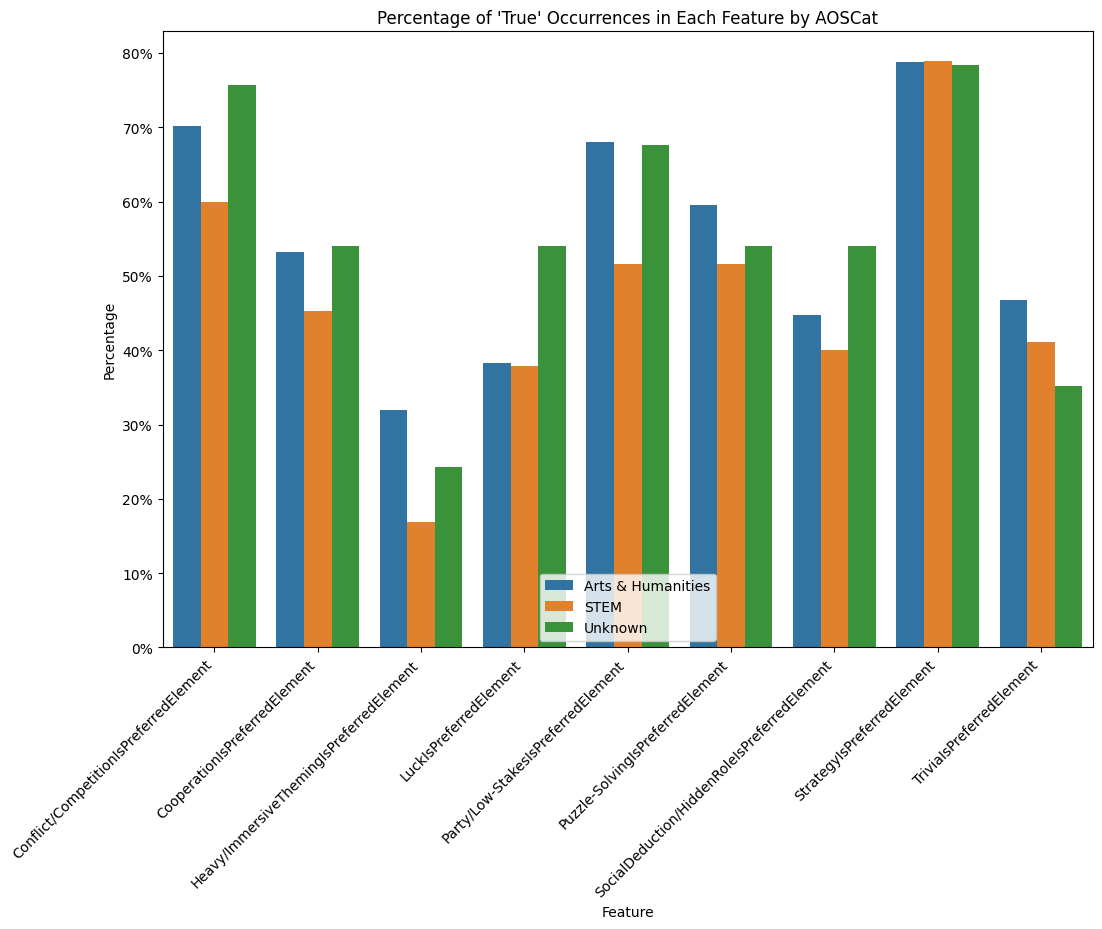 Percentage of 'True' Occurrences in Each Feature by AOSCat
Percentage
80%
70%
60%
50%
40%
30%
20%
10%
0%
Arts & Humanities
STEM
Unknown
Conflict/CompetitionIsPreferredElement
CooperationIsPreferredElement
Heavy/ImmersiveThemingIsPreferredElement
LuckIsPreferredElement
Party/Low-StakesIsPreferredElement
Puzzle-SolvingIsPreferredElement
SocialDeduction/HiddenRoleIsPreferredElement
StrategyIsPreferredElement
TriviaIsPreferredElement
Feature